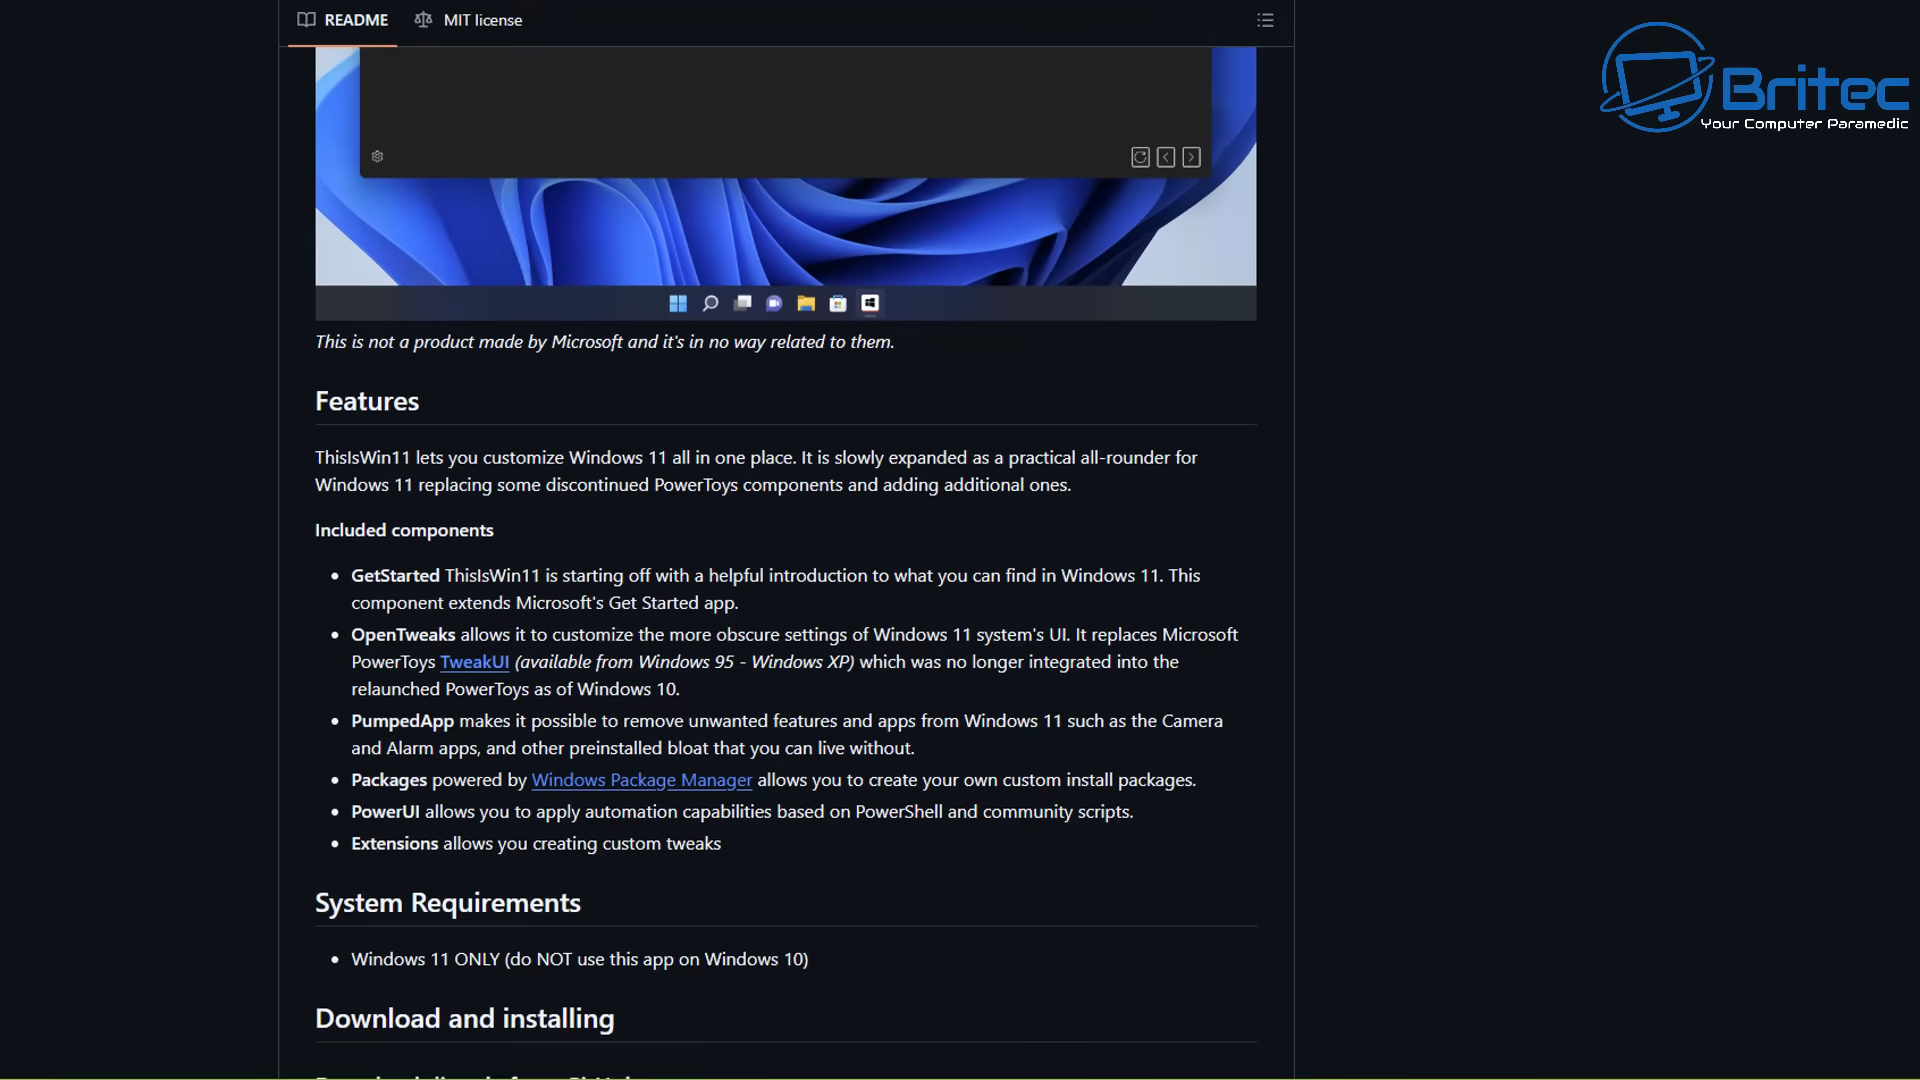 README MIT license
Britec
Your Computer Paramedic
This is not a product made by Microsoft and it's in no way related to them.
Features
ThisIsWin11 lets you customize Windows 11 all in one place. It is slowly expanded as a practical all-rounder for
Windows 11 replacing some discontinued PowerToys components and adding additional ones.
Included components
• GetStarted ThisIsWin11 is starting off with a helpful introduction to what you can find in Windows 11. This
component extends Microsoft's Get Started app.
• OpenTweaks allows it to customize the more obscure settings of Windows 11 system's UI. It replaces Microsoft
PowerToys TweakUI (available from Windows 95 - Windows XP) which was no longer integrated into the
relaunched PowerToys as of Windows 10.
• PumpedApp makes it possible to remove unwanted features and apps from Windows 11 such as the Camera
and Alarm apps, and other preinstalled bloat that you can live without.
• Packages powered by Windows Package Manager allows you to create your own custom install packages.
• PowerUI allows you to apply automation capabilities based on PowerShell and community scripts.
• Extensions allows you creating custom tweaks
System Requirements
• Windows 11 ONLY (do NOT use this app on Windows 10)
Download and installing